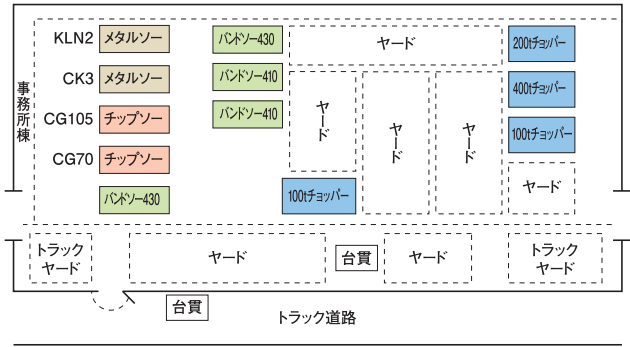 KLN2 メタルソー
バンドソー430
ヤード
200tチョッパー
CK3 メタルソー
バンドソー410
400tチョッパー
事務所棟
CG105 チップソー
バンドソー410
ヤード
ヤード
ヤード
100tチョッパー
CG70 チップソー
ヤード
バンドソー430
100tチョッパー
トラック
ヤード
ヤード
台貫
ヤード
トラック
ヤード
台貫
トラック道路